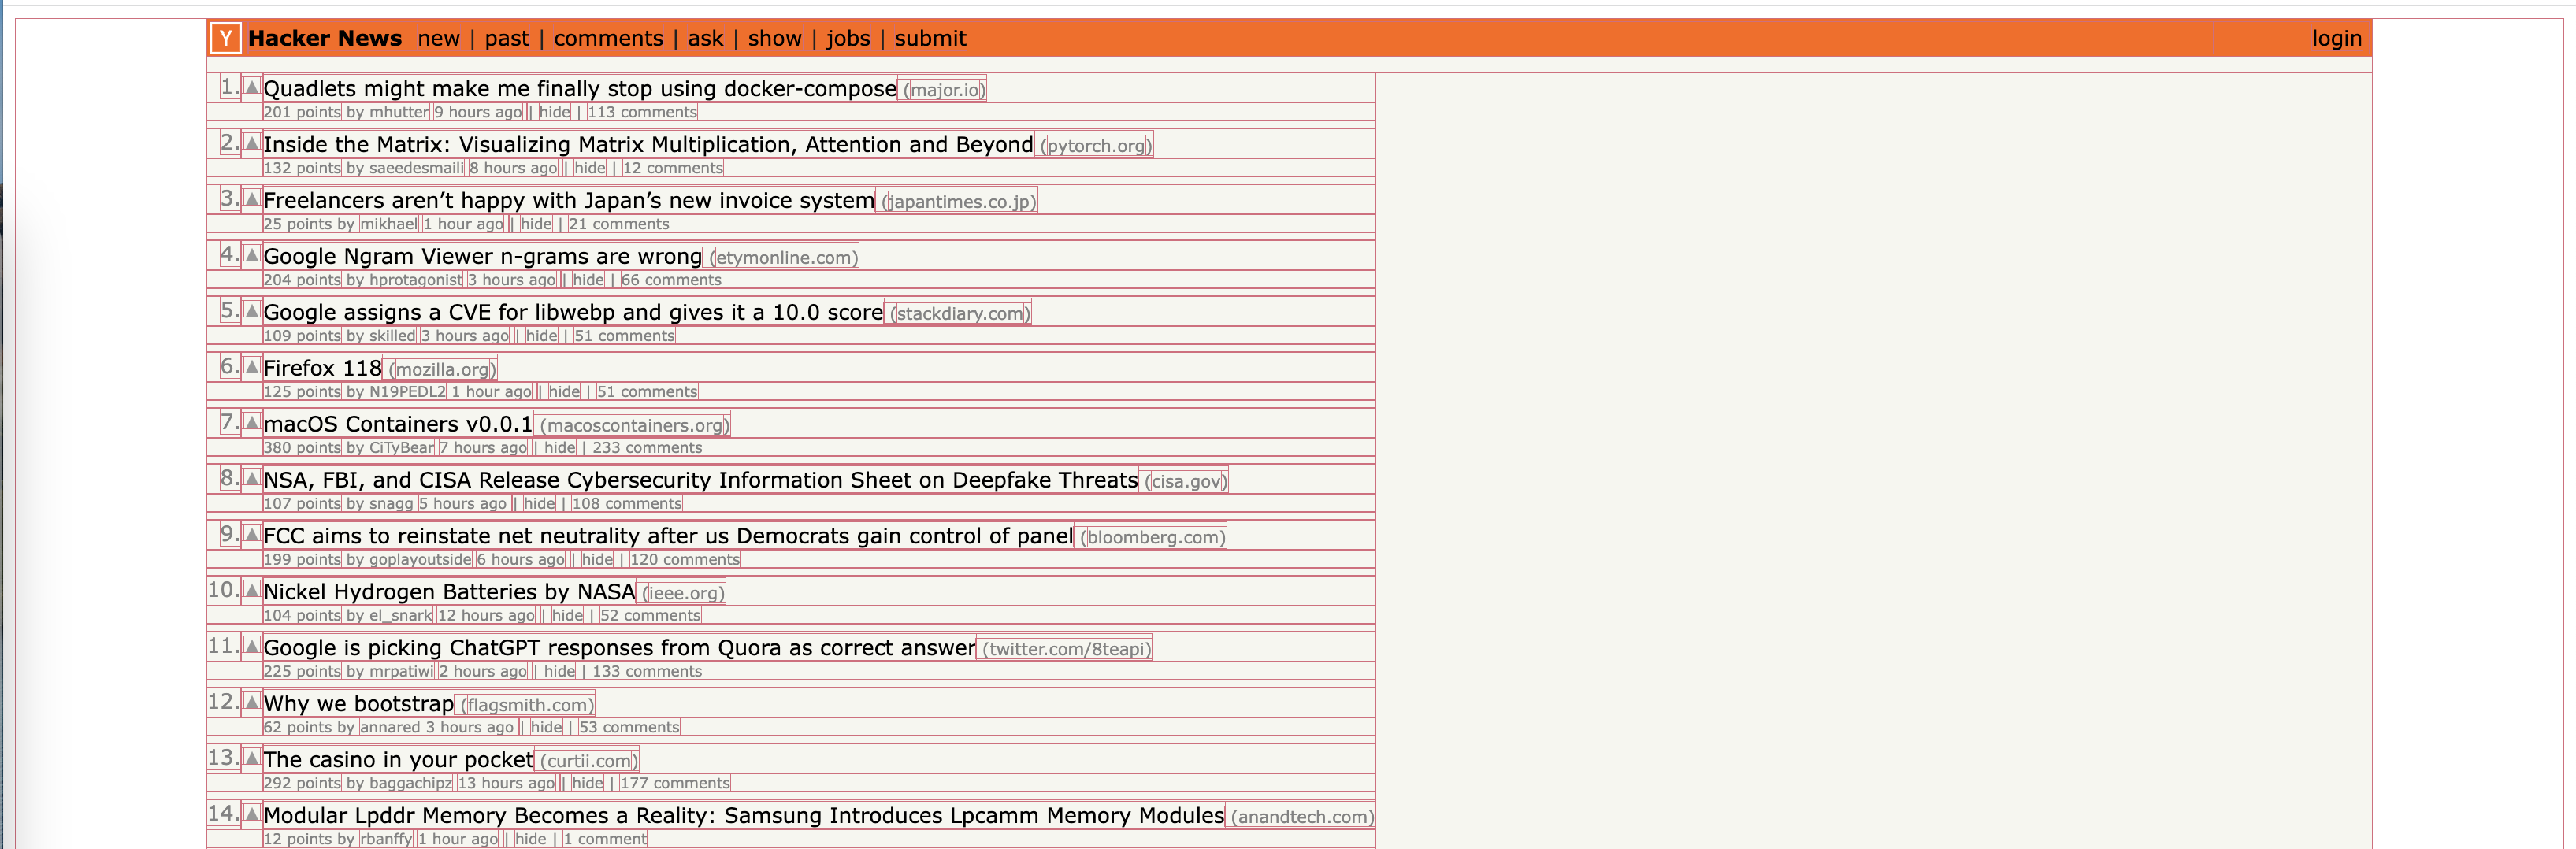 Y Hacker News new | past | comments | ask | show | jobs | submit login
1. ▲ Quadlets might make me finally stop using docker-compose (major.io)
201 points by mhutter 9 hours ago | hide | 113 comments
2. ▲ Inside the Matrix: Visualizing Matrix Multiplication, Attention and Beyond (pytorch.org)
132 points by saeedesmaili 8 hours ago | hide | 12 comments
3. ▲ Freelancers aren’t happy with Japan’s new invoice system (japantimes.co.jp)
25 points by mikhael 1 hour ago | hide | 21 comments
4. ▲ Google Ngram Viewer n-grams are wrong (etymonline.com)
204 points by hprotagonist 3 hours ago | hide | 66 comments
5. ▲ Google assigns a CVE for libwebp and gives it a 10.0 score (stackdiary.com)
109 points by skilled 3 hours ago | hide | 51 comments
6. ▲ Firefox 118 (mozilla.org)
125 points by N19PEDL2 1 hour ago | hide | 51 comments
7. ▲ macOS Containers v0.0.1 (macoscontainers.org)
380 points by CiTyBear 7 hours ago | hide | 233 comments
8. ▲ NSA, FBI, and CISA Release Cybersecurity Information Sheet on Deepfake Threats (cisa.gov)
107 points by snagg 5 hours ago | hide | 108 comments
9. ▲ FCC aims to reinstate net neutrality after us Democrats gain control of panel (bloomberg.com)
199 points by goplayoutside 6 hours ago | hide | 120 comments
10. ▲ Nickel Hydrogen Batteries by NASA (ieee.org)
104 points by el_snark 12 hours ago | hide | 52 comments
11. ▲ Google is picking ChatGPT responses from Quora as correct answer (twitter.com/8teapi)
225 points by mrpatiwi 2 hours ago | hide | 133 comments
12. ▲ Why we bootstrap (flagsmith.com)
62 points by annared 3 hours ago | hide | 53 comments
13. ▲ The casino in your pocket (curtii.com)
292 points by baggachipz 13 hours ago | hide | 177 comments
14. ▲ Modular Lpddr Memory Becomes a Reality: Samsung Introduces Lpcamm Memory Modules (anandtech.com)
12 points by rbanffy 1 hour ago | hide | 1 comment